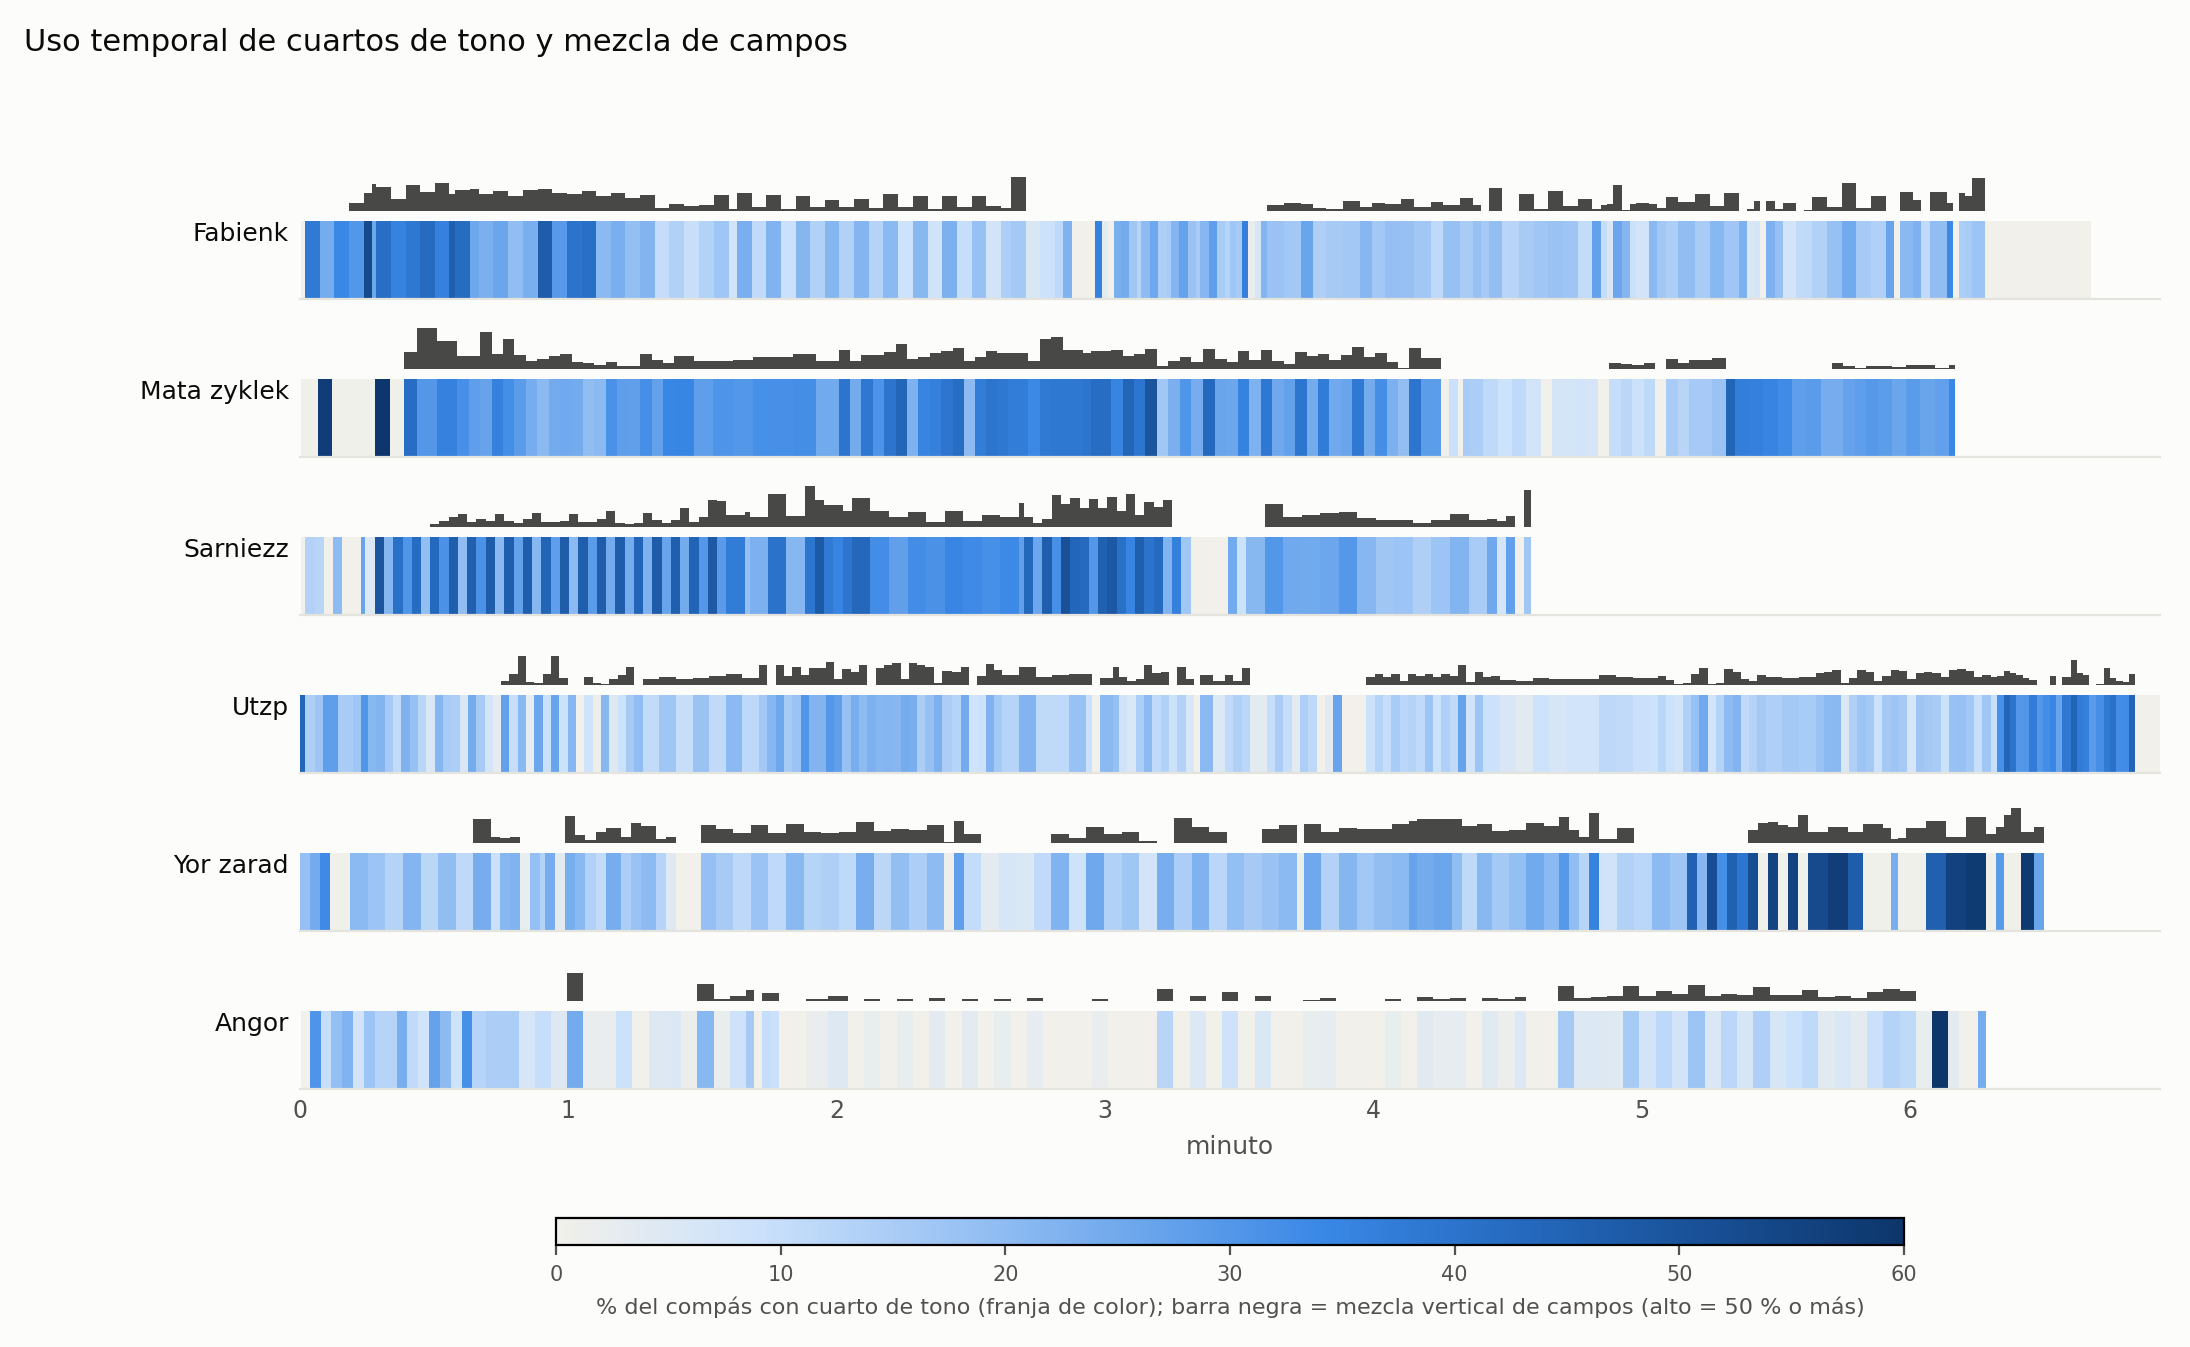 Uso temporal de cuartos de tono y mezcla de campos
Fabienk
Mata zyklek
Sarniezz
Utzp
Yor zarad
Angor
0 1 2 3 4 5 6
minuto
0 10 20 30 40 50 60
% del compás con cuarto de tono (franja de color); barra negra = mezcla vertical de campos (alto = 50 % o más)